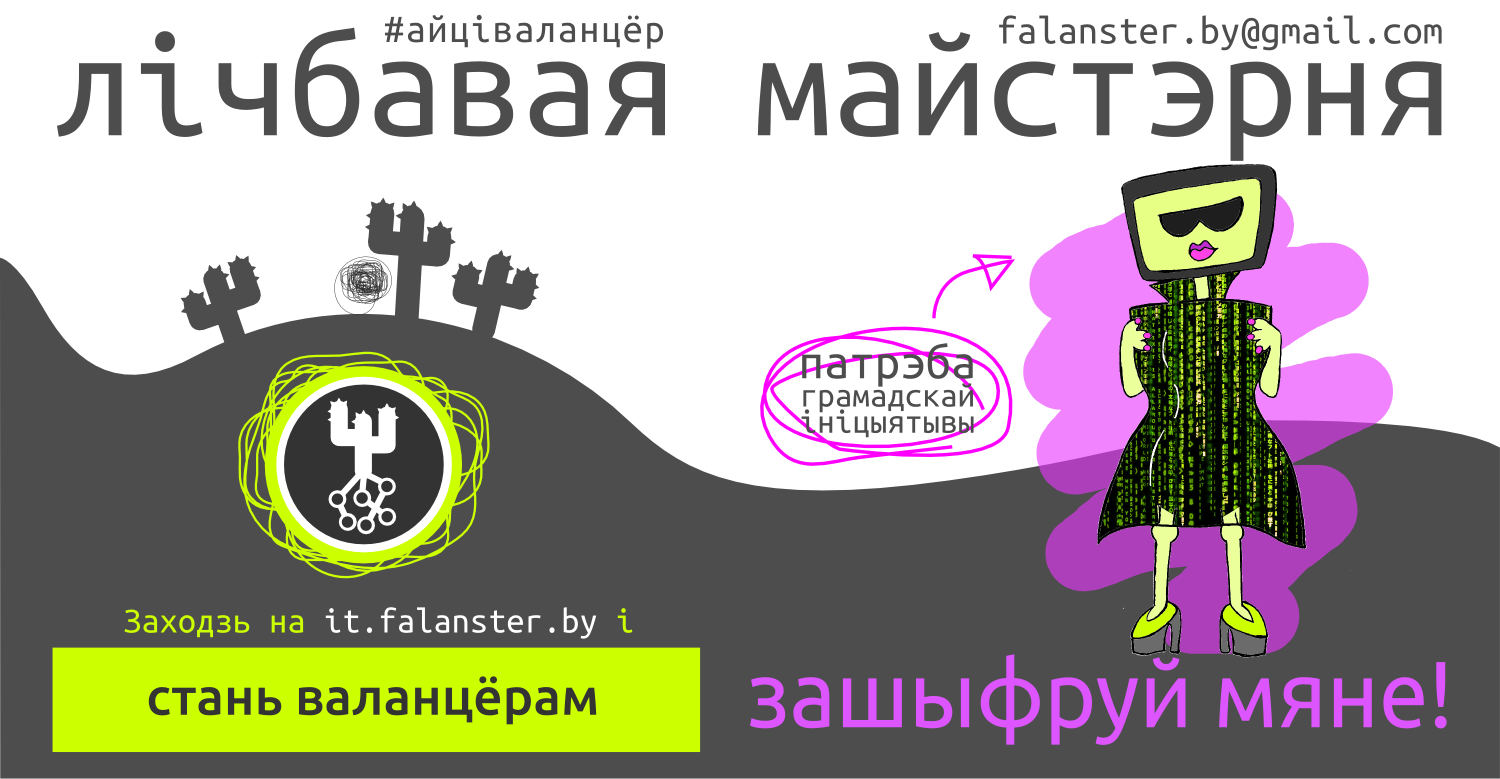 #айціваланцёр
falanster.by@gmail.com
лічбавая майстэрня
патрэба
грамадскай
ініцыятывы
Заходзь на it.falanster.by і
стань валанцёрам
зашыфруй мяне!